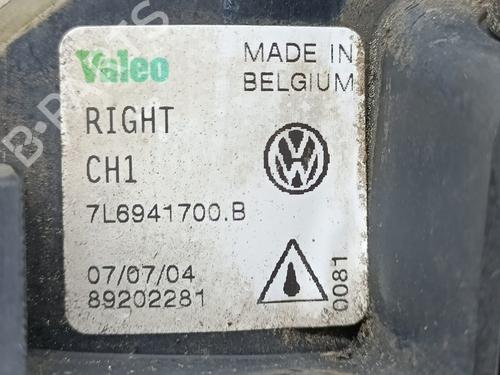 Valeo
MADE IN
BELGIUM
RIGHT
CH1
7L6941700.B
07/07/04
89202281
0081